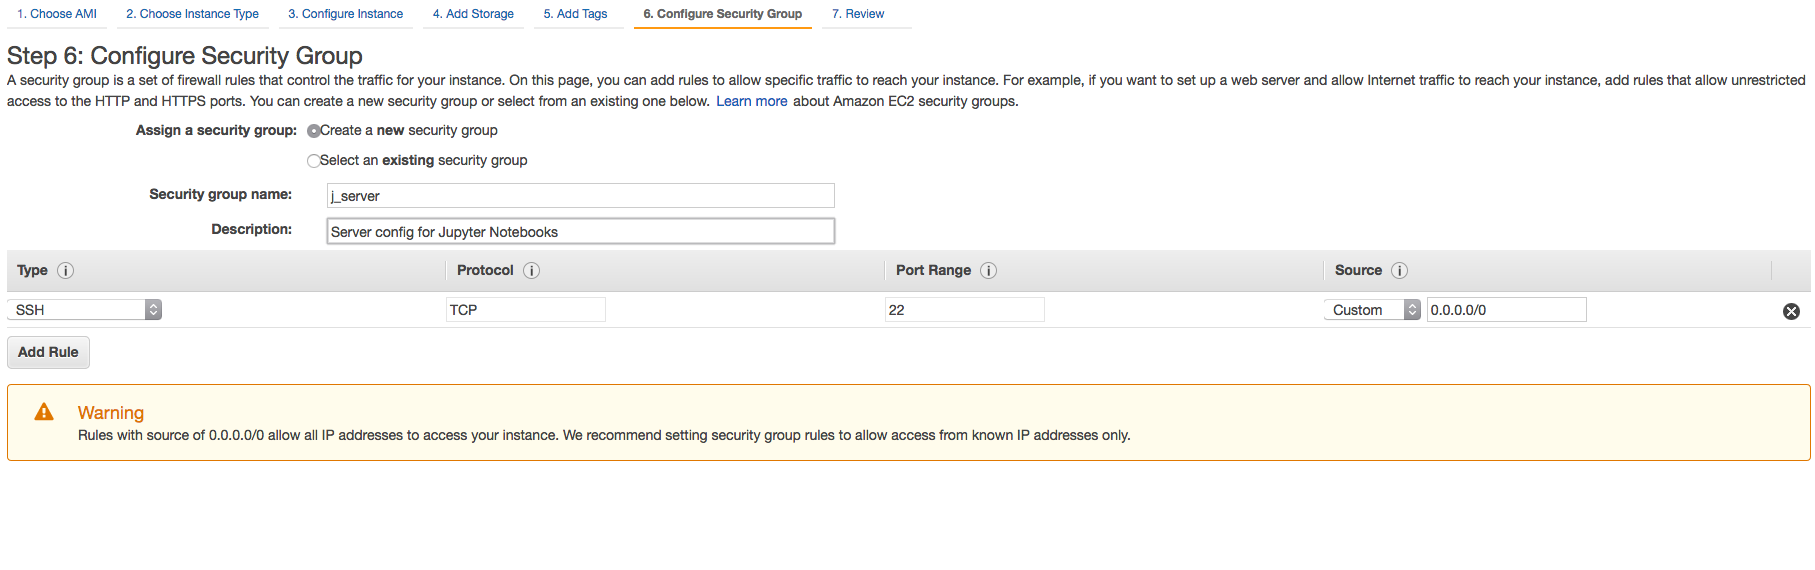 1. Choose AMI 2. Choose Instance Type 3. Configure Instance 4. Add Storage 5. Add Tags 6. Configure Security Group 7. Review
Step 6: Configure Security Group
A security group is a set of firewall rules that control the traffic for your instance. On this page, you can add rules to allow specific traffic to reach your instance. For example, if you want to set up a web server and allow Internet traffic to reach your instance, add rules that allow unrestricted
access to the HTTP and HTTPS ports. You can create a new security group or select from an existing one below. Learn more about Amazon EC2 security groups.
Assign a security group: Create a new security group
Select an existing security group
Security group name: j_server
Description: Server config for Jupyter Notebooks
Type i Protocol i Port Range i Source i
SSH TCP 22 Custom 0.0.0.0/0
Add Rule
Warning
Rules with source of 0.0.0.0/0 allow all IP addresses to access your instance. We recommend setting security group rules to allow access from known IP addresses only.